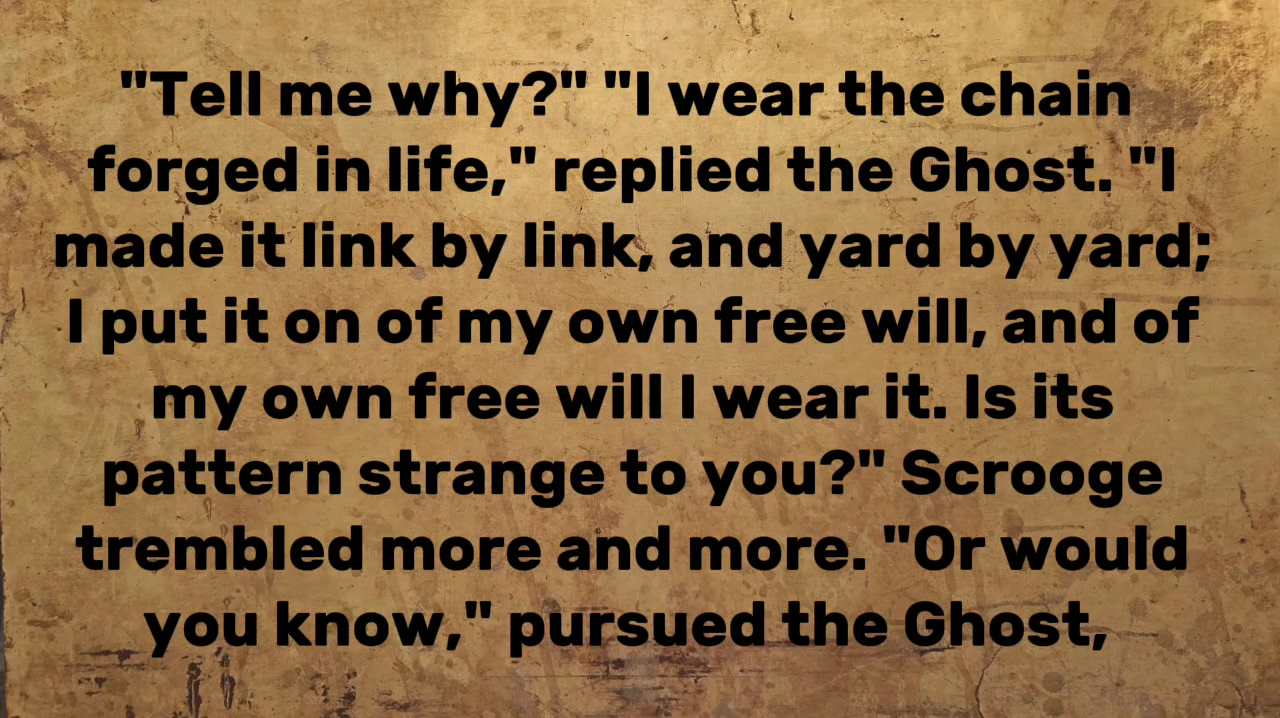 "Tell me why?" "I wear the chain
forged in life," replied the Ghost. "I
made it link by link, and yard by yard;
I put it on of my own free will, and of
my own free will I wear it. Is its
pattern strange to you?" Scrooge
trembled more and more. "Or would
you know," pursued the Ghost,